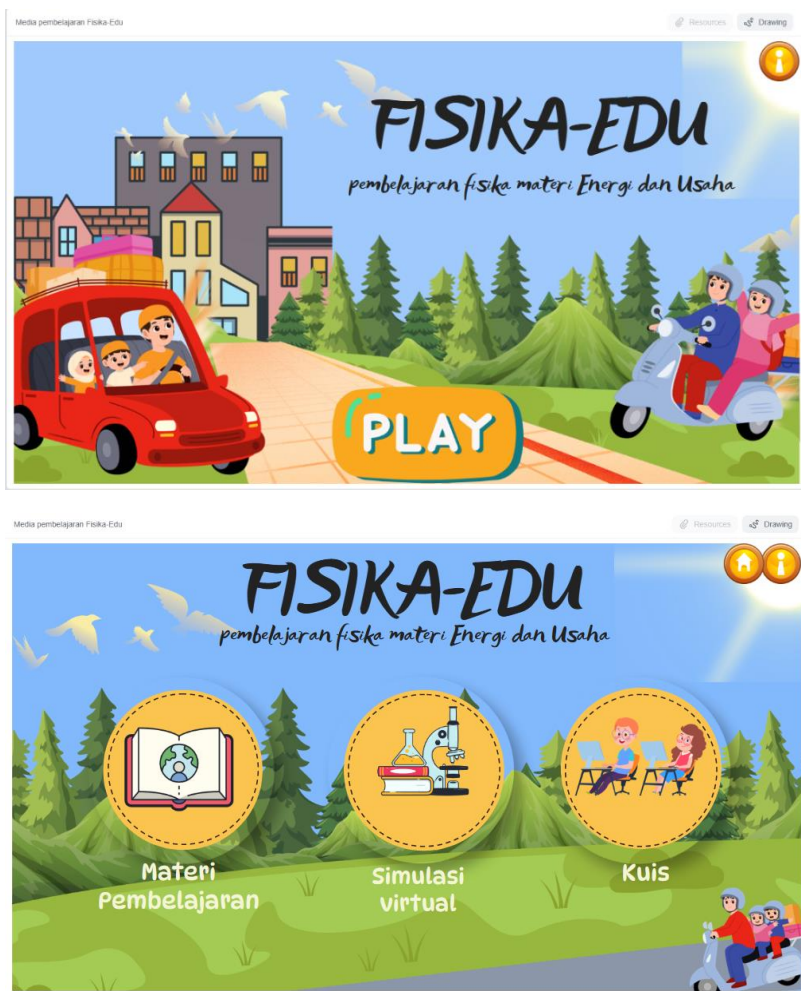 Media pembelajaran Fisika-Edu
Resources
Drawing
FISIKA-EDU
pembelajaran fisika materi Energi dan Usaha
PLAY
Media pembelajaran Fisika-Edu
Resources
Drawing
FISIKA-EDU
pembelajaran fisika materi Energi dan Usaha
Materi
Pembelajaran
Simulasi
virtual
Kuis